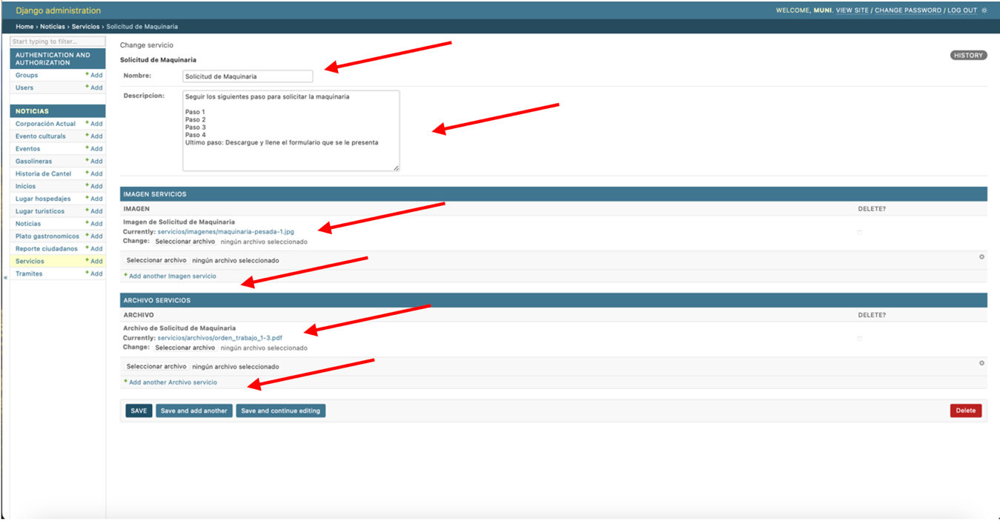 Django administration
WELCOME, MUNI. VIEW SITE / CHANGE PASSWORD / LOG OUT
Home › Noticias › Servicios › Solicitud de Maquinaria
Start typing to filter...
AUTHENTICATION AND
AUTHORIZATION
Groups + Add
Users + Add
NOTICIAS
Corporación Actual + Add
Evento culturals + Add
Eventos + Add
Gasolineras + Add
Historia de Cantel + Add
Inicios + Add
Lugar hospedajes + Add
Lugar turisticos + Add
Noticias + Add
Plato gastronomicos + Add
Reporte ciudadanos + Add
Servicios + Add
Tramites + Add
«
Change servicio
Solicitud de Maquinaria
HISTORY
Nombre: Solicitud de Maquinaria
Descripcion: Seguir los siguientes paso para solicitar la maquinaria
Paso 1
Paso 2
Paso 3
Paso 4
Ultimo paso: Descargue y llene el formulario que se le presenta
IMAGEN SERVICIOS
IMAGEN DELETE?
Imagen de Solicitud de Maquinaria
Currently: servicios/imagenes/maquinaria-pesada-1.jpg
Change: Seleccionar archivo ningún archivo seleccionado
Seleccionar archivo ningún archivo seleccionado
+ Add another Imagen servicio
ARCHIVO SERVICIOS
ARCHIVO DELETE?
Archivo de Solicitud de Maquinaria
Currently: servicios/archivos/orden_trabajo_1-3.pdf
Change: Seleccionar archivo ningún archivo seleccionado
Seleccionar archivo ningún archivo seleccionado
+ Add another Archivo servicio
SAVE Save and add another Save and continue editing Delete